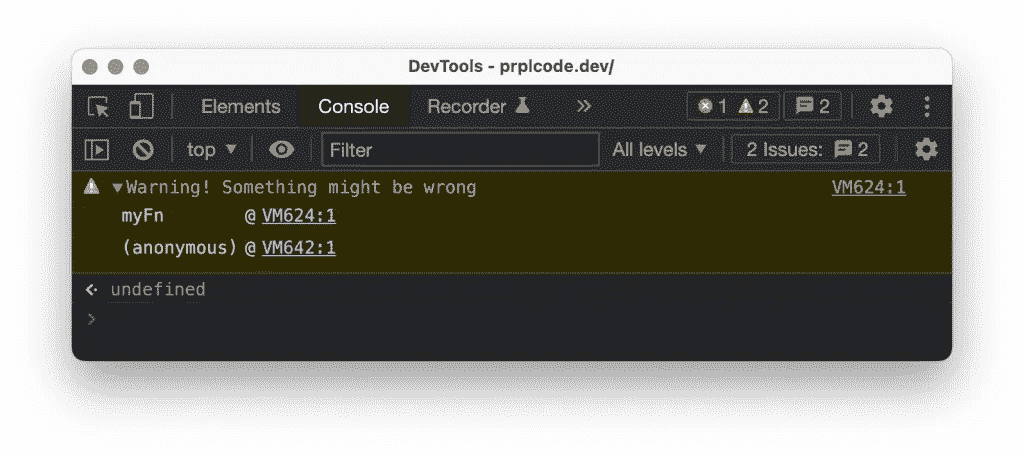 DevTools - prplcode.dev/
Elements Console Recorder » 1 2 2
top ▼ Filter All levels ▼ 2 Issues: 2
▼Warning! Something might be wrong VM624:1
myFn @ VM624:1
(anonymous) @ VM642:1
undefined
>